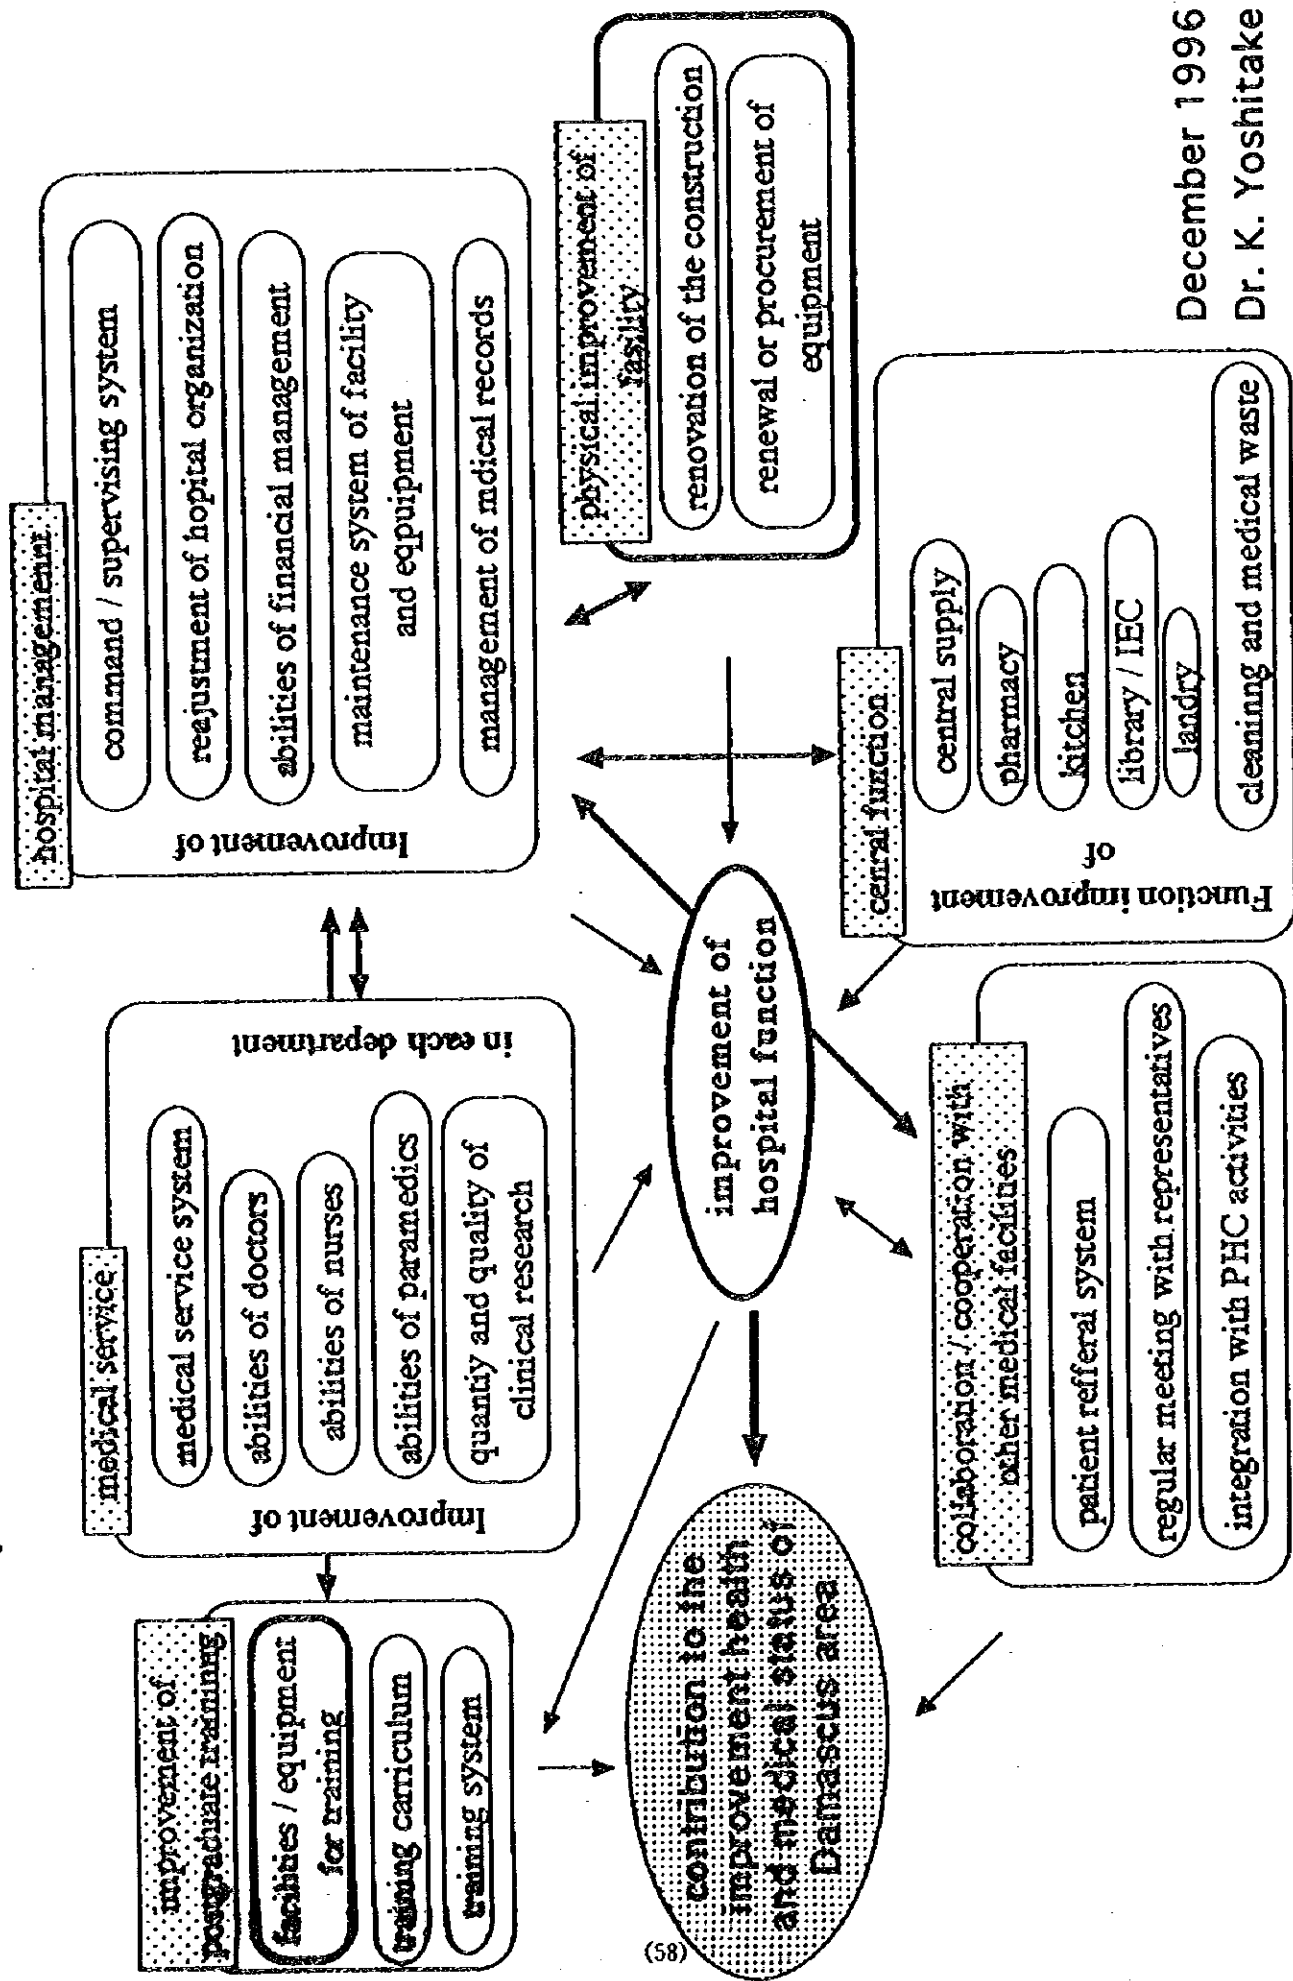 improvement of
postgraduate training
facilities / equipment
for training
training carriculum
training system
medical service
Improvement of
medical service system
abilities of doctors
abilities of nurses
abilities of paramedics
quantiy and quality of
clinical research
in each department
hospital management
Improvement of
command / supervising system
reajustment of hopital organization
abilities of financial management
maintenance system of facility
and eqpuipment
management of mdical records
physical improvement of
fasility
renovation of the construction
renewal or procurement of
equipment
improvement of
hospital function
contribution to the
improvement health
and medical status of
Damascus area
collaboration / cooperation with
other medical facilities
patient refferal system
regular meeting with representatives
integration with PHC activities
cenral function
Function improvement
of
central supply
pharmacy
kitchen
library / IEC
landry
cleanining and medical waste
December 1996
Dr. K. Yoshitake
(58)